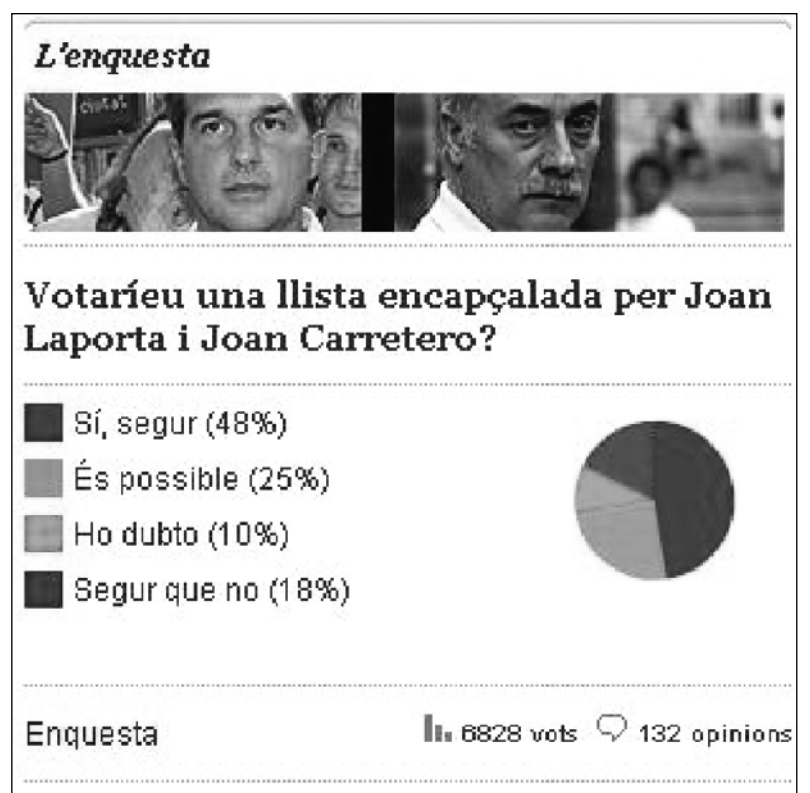 L'enquesta
Votaríeu una llista encapçalada per Joan
Laporta i Joan Carretero?
Sí, segur (48%)
És possible (25%)
Ho dubto (10%)
Segur que no (18%)
Enquesta
6828 vots
132 opinions